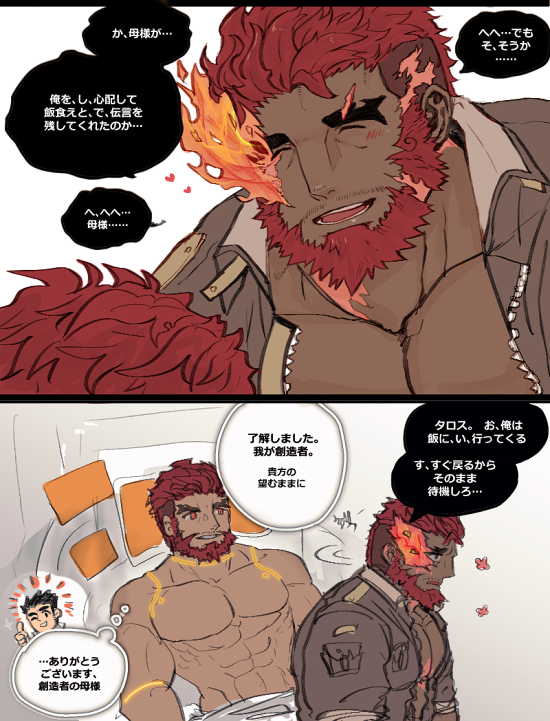 へへ…でも
そ、そうか
……
か、母様が…
俺を、し、心配して
飯食えと、で、伝言を
残してくれたのか…
へ、へへ…
母様……
タロス。 お、俺は
飯に、い、行ってくる
す、すぐ戻るから
そのまま
待機しろ…
了解しました。
我が創造者。
貴方の
望むままに
…ありがとう
ございます、
創造者の母様